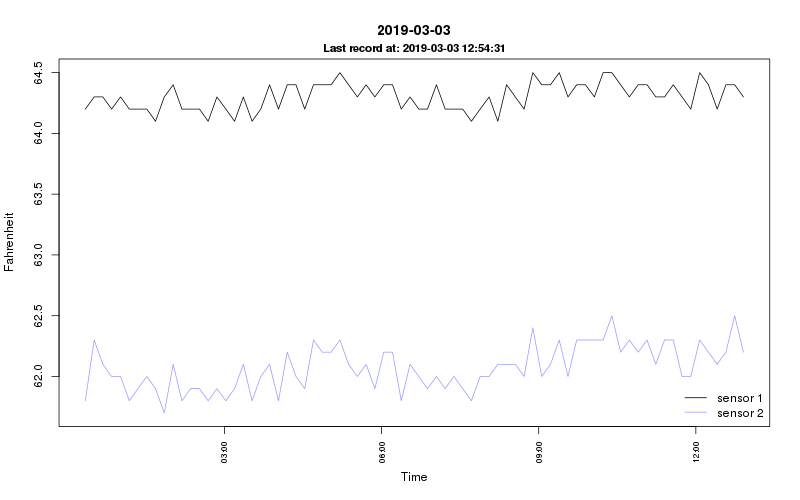 2019-03-03
Last record at: 2019-03-03 12:54:31
64.5
64.0
63.5
63.0
62.5
62.0
Fahrenheit
sensor 1
sensor 2
03:00
06:00
09:00
12:00
Time